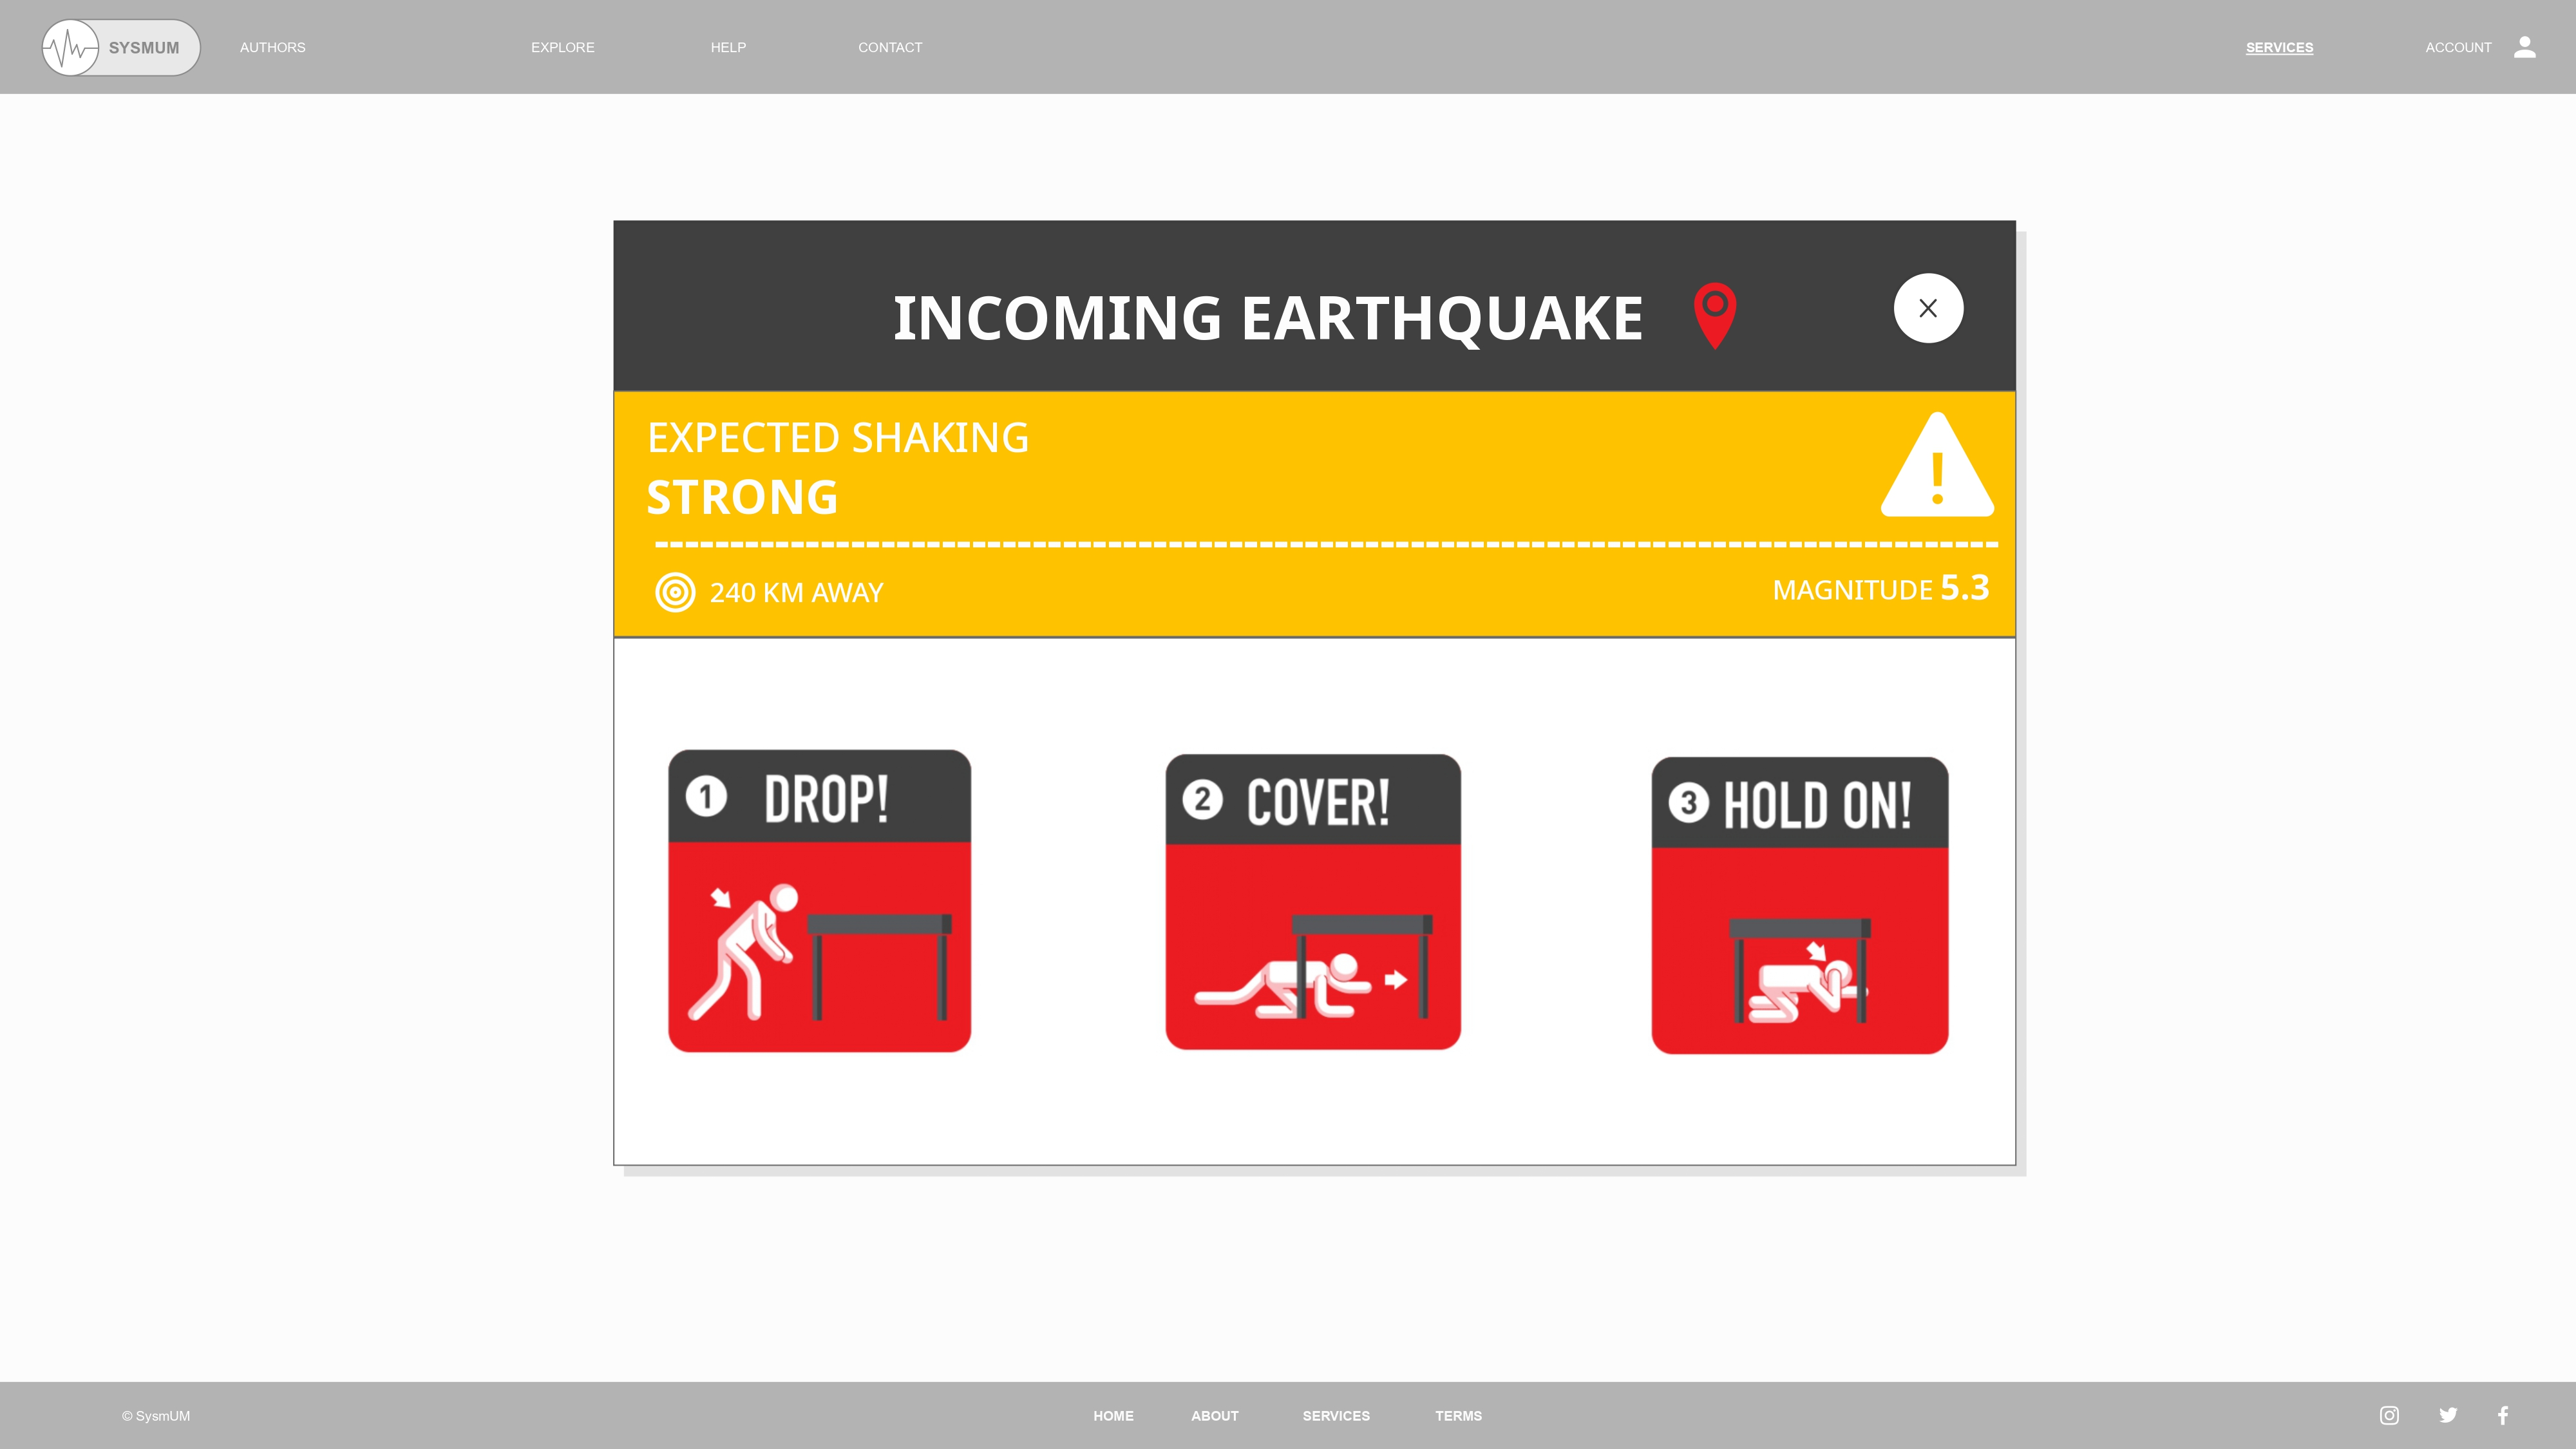 SYSMUM AUTHORS EXPLORE HELP CONTACT SERVICES ACCOUNT
INCOMING EARTHQUAKE
EXPECTED SHAKING
STRONG
240 KM AWAY MAGNITUDE 5.3
1 DROP!
2 COVER!
3 HOLD ON!
© SysmUM HOME ABOUT SERVICES TERMS